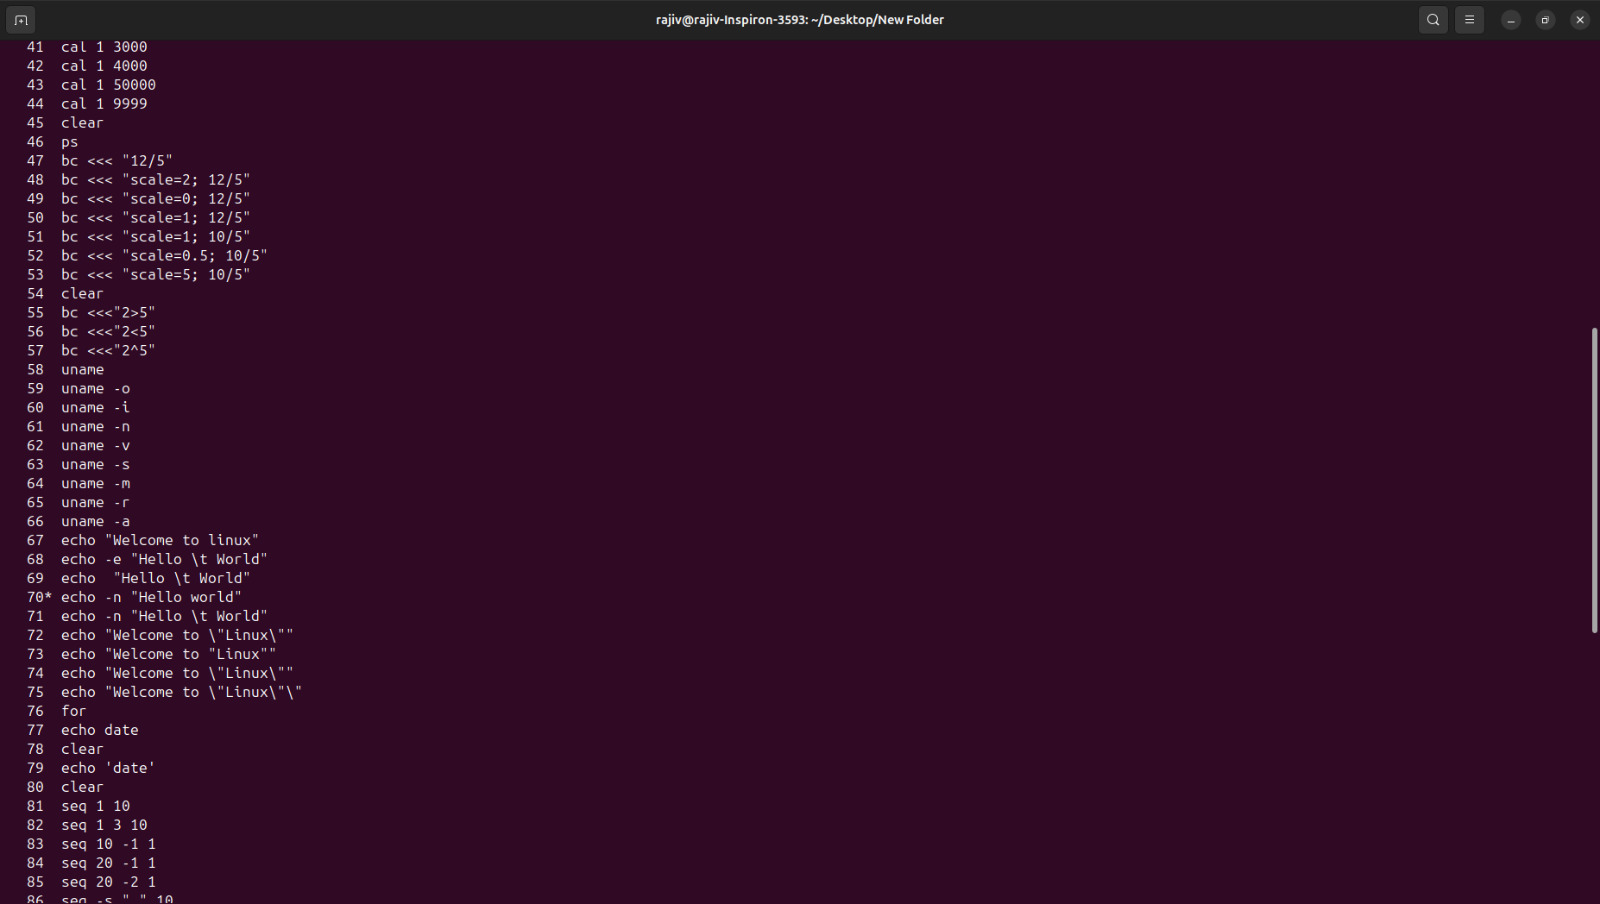 rajiv@rajiv-Inspiron-3593: ~/Desktop/New Folder
41 cal 1 3000
42 cal 1 4000
43 cal 1 50000
44 cal 1 9999
45 clear
46 ps
47 bc <<< "12/5"
48 bc <<< "scale=2; 12/5"
49 bc <<< "scale=0; 12/5"
50 bc <<< "scale=1; 12/5"
51 bc <<< "scale=1; 10/5"
52 bc <<< "scale=0.5; 10/5"
53 bc <<< "scale=5; 10/5"
54 clear
55 bc <<<"2>5"
56 bc <<<"2<5"
57 bc <<<"2^5"
58 uname
59 uname -o
60 uname -i
61 uname -n
62 uname -v
63 uname -s
64 uname -m
65 uname -r
66 uname -a
67 echo "Welcome to linux"
68 echo -e "Hello \t World"
69 echo  "Hello \t World"
70* echo -n "Hello world"
71 echo -n "Hello \t World"
72 echo "Welcome to \"Linux\""
73 echo "Welcome to "Linux""
74 echo "Welcome to \"Linux\""
75 echo "Welcome to \"Linux\"\"
76 for
77 echo date
78 clear
79 echo 'date'
80 clear
81 seq 1 10
82 seq 1 3 10
83 seq 10 -1 1
84 seq 20 -1 1
85 seq 20 -2 1
86 seq -s " " 10